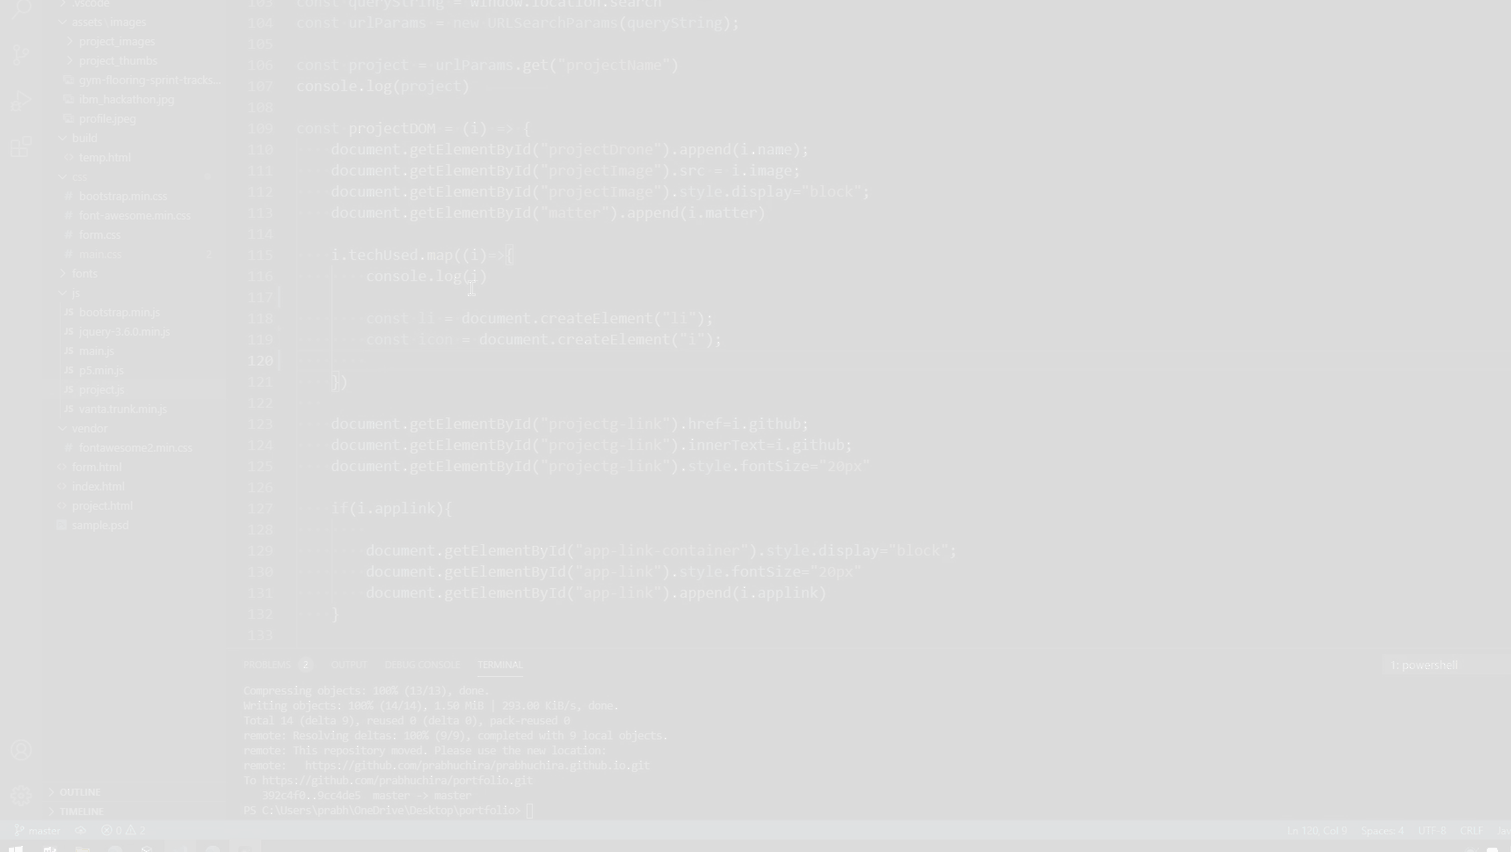 .vscode
assets\images
project_images
project_thumbs
gym-flooring-sprint-tracks...
ibm_hackathon.jpg
profile.jpeg
build
temp.html
css
bootstrap.min.css
font-awesome.min.css
form.css
main.css
fonts
js
bootstrap.min.js
jquery-3.6.0.min.js
main.js
p5.min.js
project.js
vanta.trunk.min.js
vendor
fontawesome2.min.css
form.html
index.html
project.html
sample.psd
OUTLINE
TIMELINE
103 const queryString = window.location.search
104 const urlParams = new URLSearchParams(queryString);
105
106 const project = urlParams.get("projectName")
107 console.log(project)
108
109 const projectDOM = (i) => {
110 document.getElementById("projectDrone").append(i.name);
111 document.getElementById("projectImage").src = i.image;
112 document.getElementById("projectImage").style.display="block";
113 document.getElementById("matter").append(i.matter)
114
115 i.techUsed.map((i)=>{
116 console.log(i)
117
118 const li = document.createElement("li");
119 const icon = document.createElement("i");
120
121 })
122
123 document.getElementById("projectg-link").href=i.github;
124 document.getElementById("projectg-link").innerText=i.github;
125 document.getElementById("projectg-link").style.fontSize="20px"
126
127 if(i.applink){
128
129 document.getElementById("app-link-container").style.display="block";
130 document.getElementById("app-link").style.fontSize="20px"
131 document.getElementById("app-link").append(i.applink)
132 }
133
PROBLEMS 2 OUTPUT DEBUG CONSOLE TERMINAL 1: powershell
Compressing objects: 100% (13/13), done.
Writing objects: 100% (14/14), 1.50 MiB | 293.00 KiB/s, done.
Total 14 (delta 9), reused 0 (delta 0), pack-reused 0
remote: Resolving deltas: 100% (9/9), completed with 9 local objects.
remote: This repository moved. Please use the new location:
remote: https://github.com/prabhuchira/prabhuchira.github.io.git
To https://github.com/prabhuchira/portfolio.git
392c4f0..9cc4de5 master -> master
PS C:\Users\prabh\OneDrive\Desktop\portfolio>
master 0 Ln 120, Col 9 Spaces: 4 UTF-8 CRLF